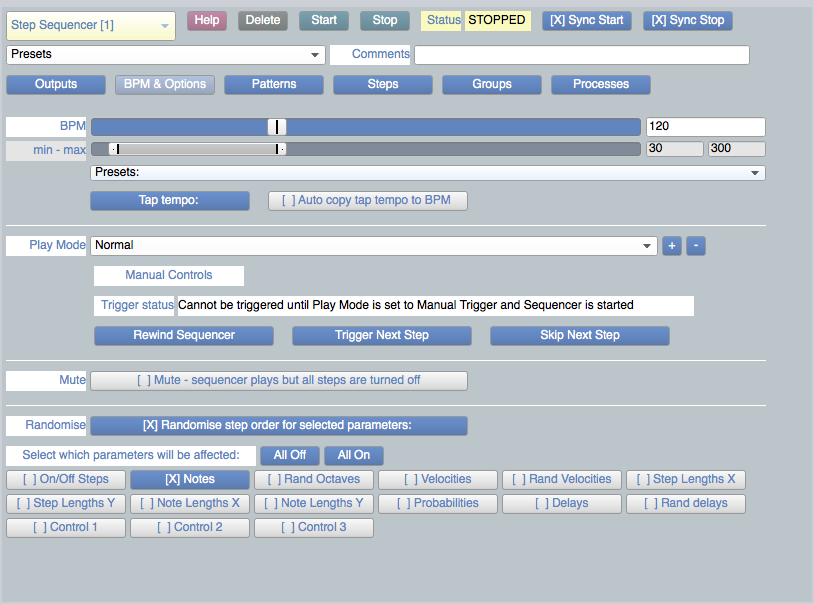 Step Sequencer [1] Help Delete Start Stop Status STOPPED [X] Sync Start [X] Sync Stop
Presets Comments
Outputs BPM & Options Patterns Steps Groups Processes
BPM 120
min - max 30 300
Presets:
Tap tempo: [ ] Auto copy tap tempo to BPM
Play Mode Normal + -
Manual Controls
Trigger status Cannot be triggered until Play Mode is set to Manual Trigger and Sequencer is started
Rewind Sequencer Trigger Next Step Skip Next Step
Mute [ ] Mute - sequencer plays but all steps are turned off
Randomise [X] Randomise step order for selected parameters:
Select which parameters will be affected: All Off All On
[ ] On/Off Steps [X] Notes [ ] Rand Octaves [ ] Velocities [ ] Rand Velocities [ ] Step Lengths X
[ ] Step Lengths Y [ ] Note Lengths X [ ] Note Lengths Y [ ] Probabilities [ ] Delays [ ] Rand delays
[ ] Control 1 [ ] Control 2 [ ] Control 3